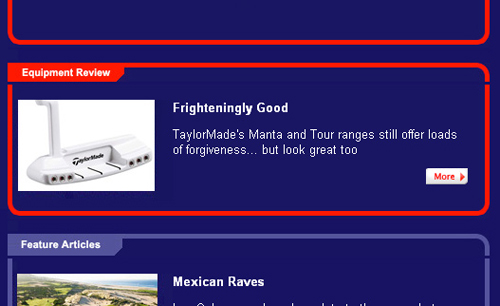 Equipment Review
Frighteningly Good
TaylorMade
TaylorMade's Manta and Tour ranges still offer loads
of forgiveness... but look great too
More
Feature Articles
Mexican Raves